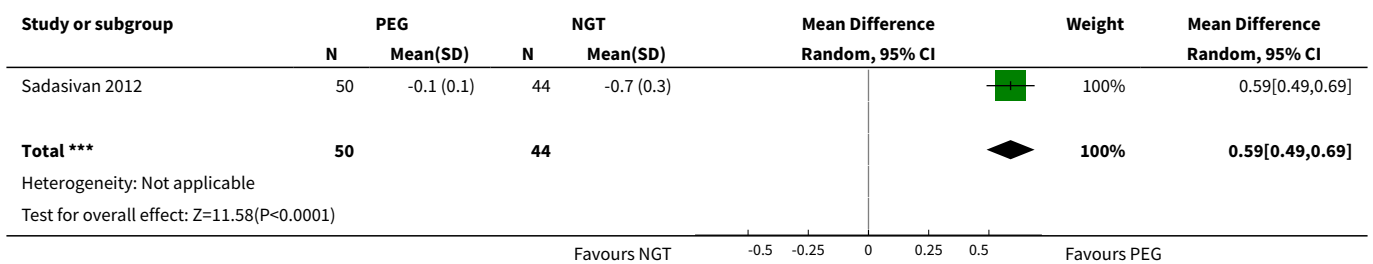 Study or subgroup PEG NGT Mean Difference Weight Mean Difference
N Mean(SD) N Mean(SD) Random, 95% CI Random, 95% CI
Sadasivan 2012 50 -0.1 (0.1) 44 -0.7 (0.3) 100% 0.59[0.49,0.69]
Total *** 50 44 100% 0.59[0.49,0.69]
Heterogeneity: Not applicable
Test for overall effect: Z=11.58(P<0.0001)
Favours NGT -0.5 -0.25 0 0.25 0.5 Favours PEG